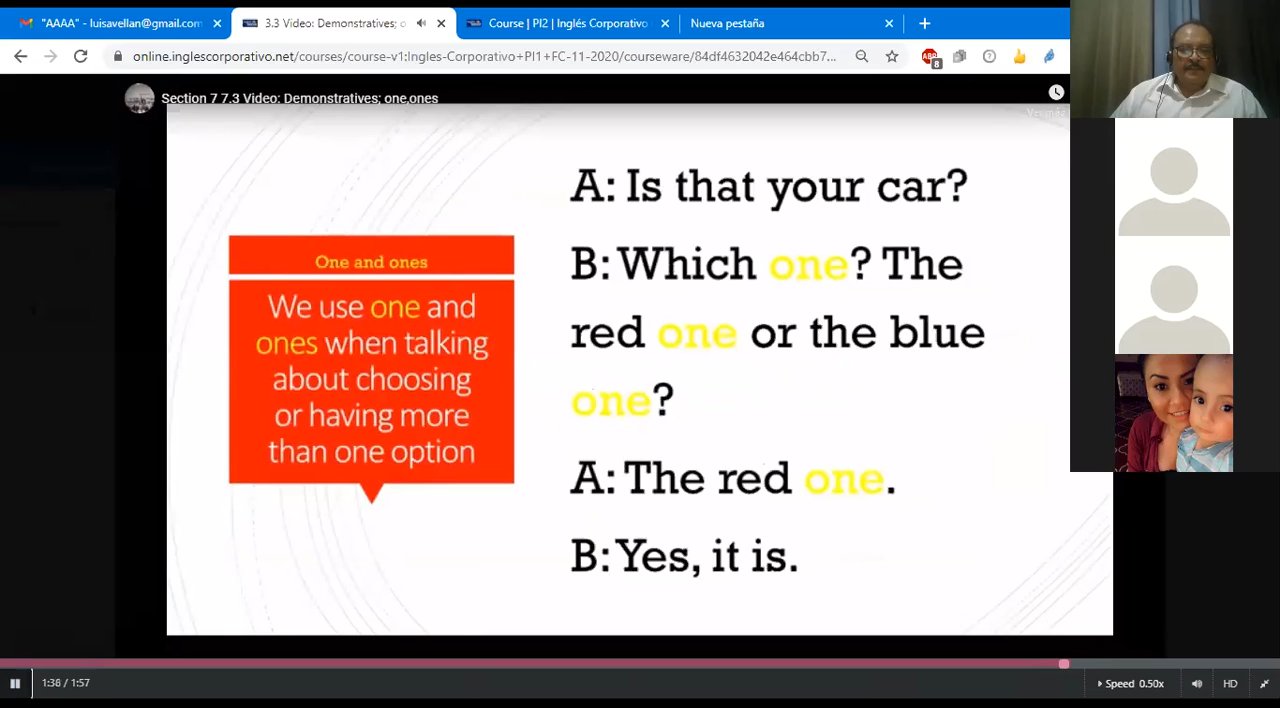 "AAAA" - luisavellan@gmail.com
3.3 Video: Demonstratives; o
Course | PI2 | Inglés Corporativo
Nueva pestaña
online.inglescorporativo.net/courses/course-v1:Ingles-Corporativo+PI1+FC-11-2020/courseware/84df4632042e464cbb7...
ABP
8
Section 7 7.3 Video: Demonstratives; one,ones
Ver más
One and ones
We use one and
ones when talking
about choosing
or having more
than one option
A: Is that your car?
B: Which one? The
red one or the blue
one?
A: The red one.
B: Yes, it is.
1:38 / 1:57
Speed 0.50x
HD